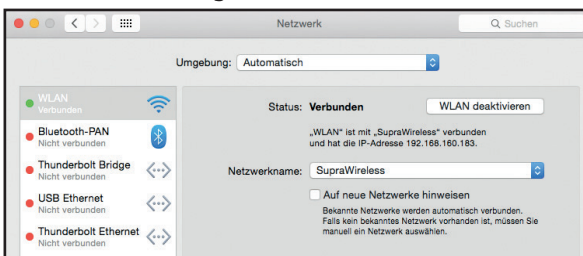 Netzwerk
Suchen
Umgebung: Automatisch
WLAN
Verbunden
Bluetooth-PAN
Nicht verbunden
Thunderbolt Bridge
Nicht verbunden
USB Ethernet
Nicht verbunden
Thunderbolt Ethernet
Nicht verbunden
Status: Verbunden
WLAN deaktivieren
„WLAN“ ist mit „SupraWireless“ verbunden
und hat die IP-Adresse 192.168.160.183.
Netzwerkname: SupraWireless
Auf neue Netzwerke hinweisen
Bekannte Netzwerke werden automatisch verbunden.
Falls kein bekanntes Netzwerk vorhanden ist, müssen Sie
manuell ein Netzwerk auswählen.